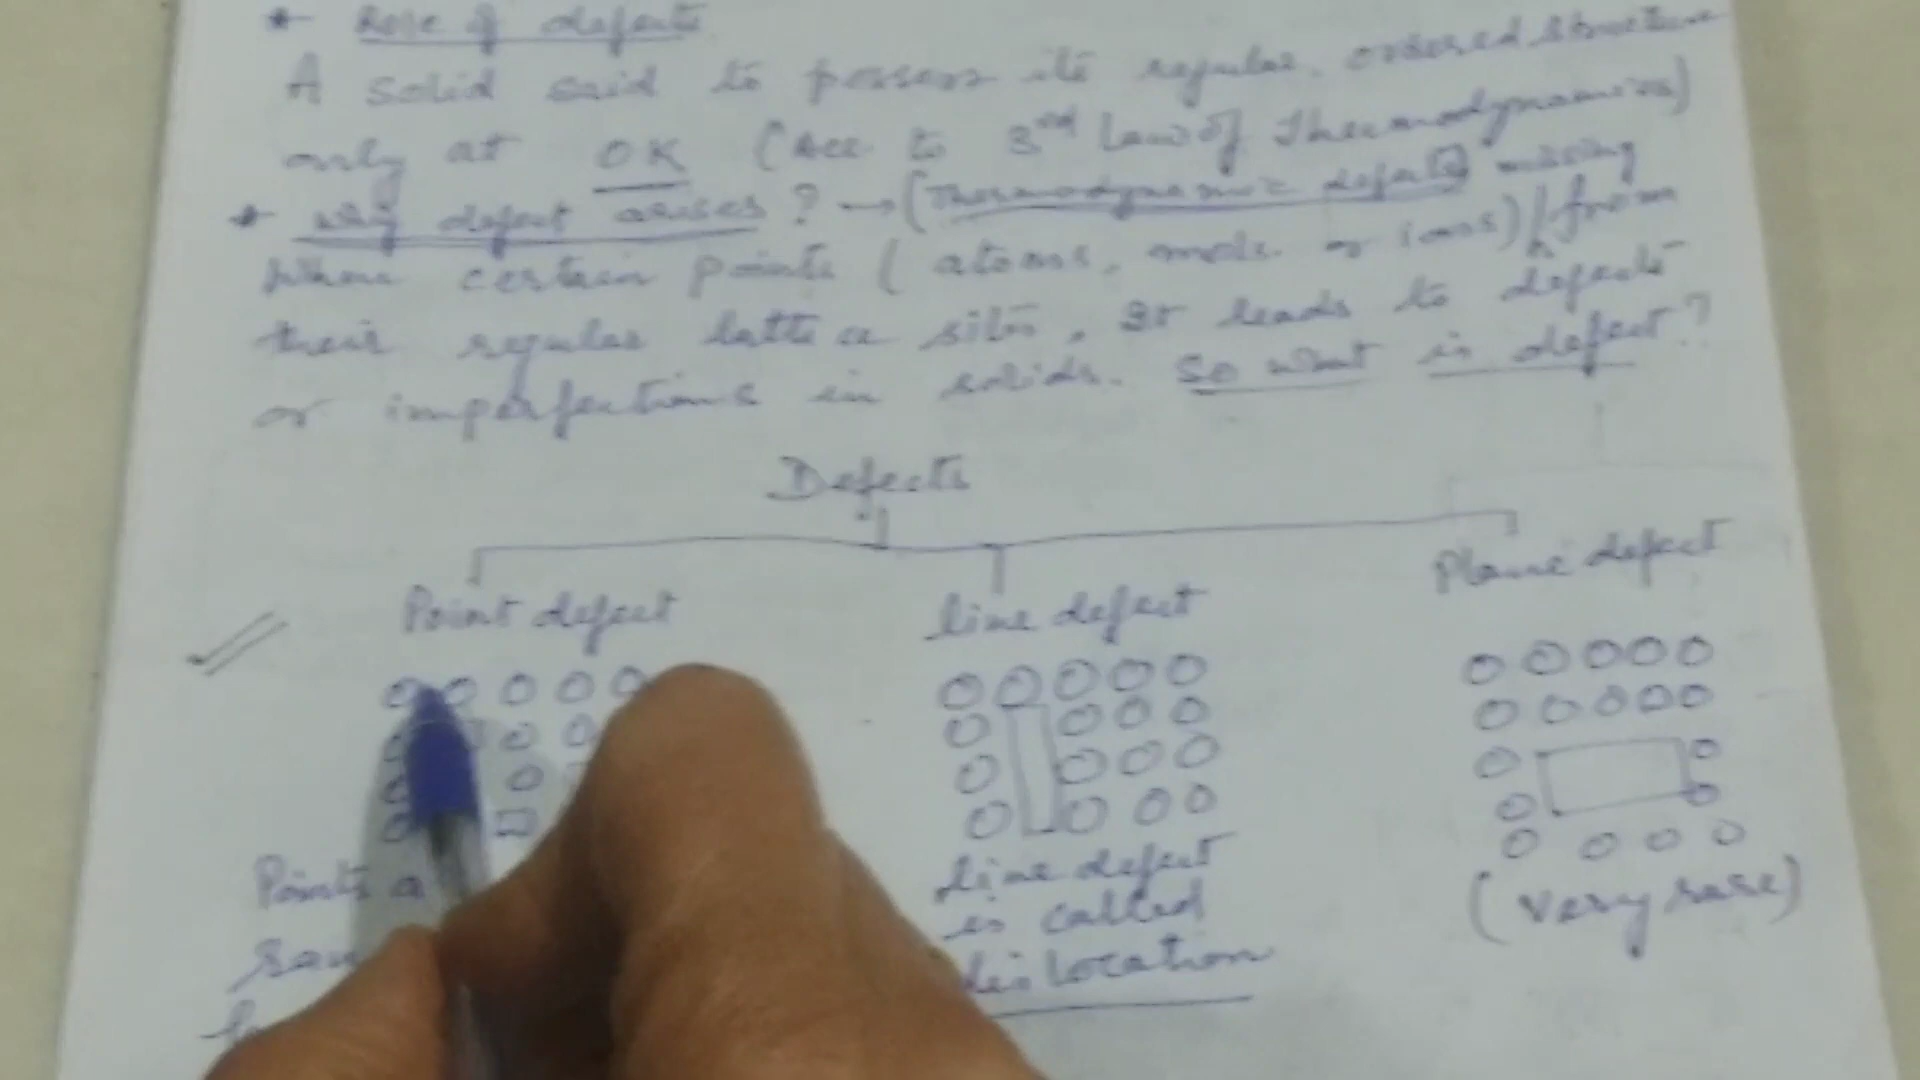 * Role of defects
A solid said to possess its regular, ordered structure
only at 0K (Acc to 3rd law of Thermodynamics)
* Why defect arises? → (Thermodynamic defects)
When certain points (atoms, mole or ions) missing from
their regular lattice sites, It leads to defects
or imperfections in solids. So what is defect?
Defects
Point defect
line defect
Plane defect
Points
line defect
is called
dislocation
(very rare)